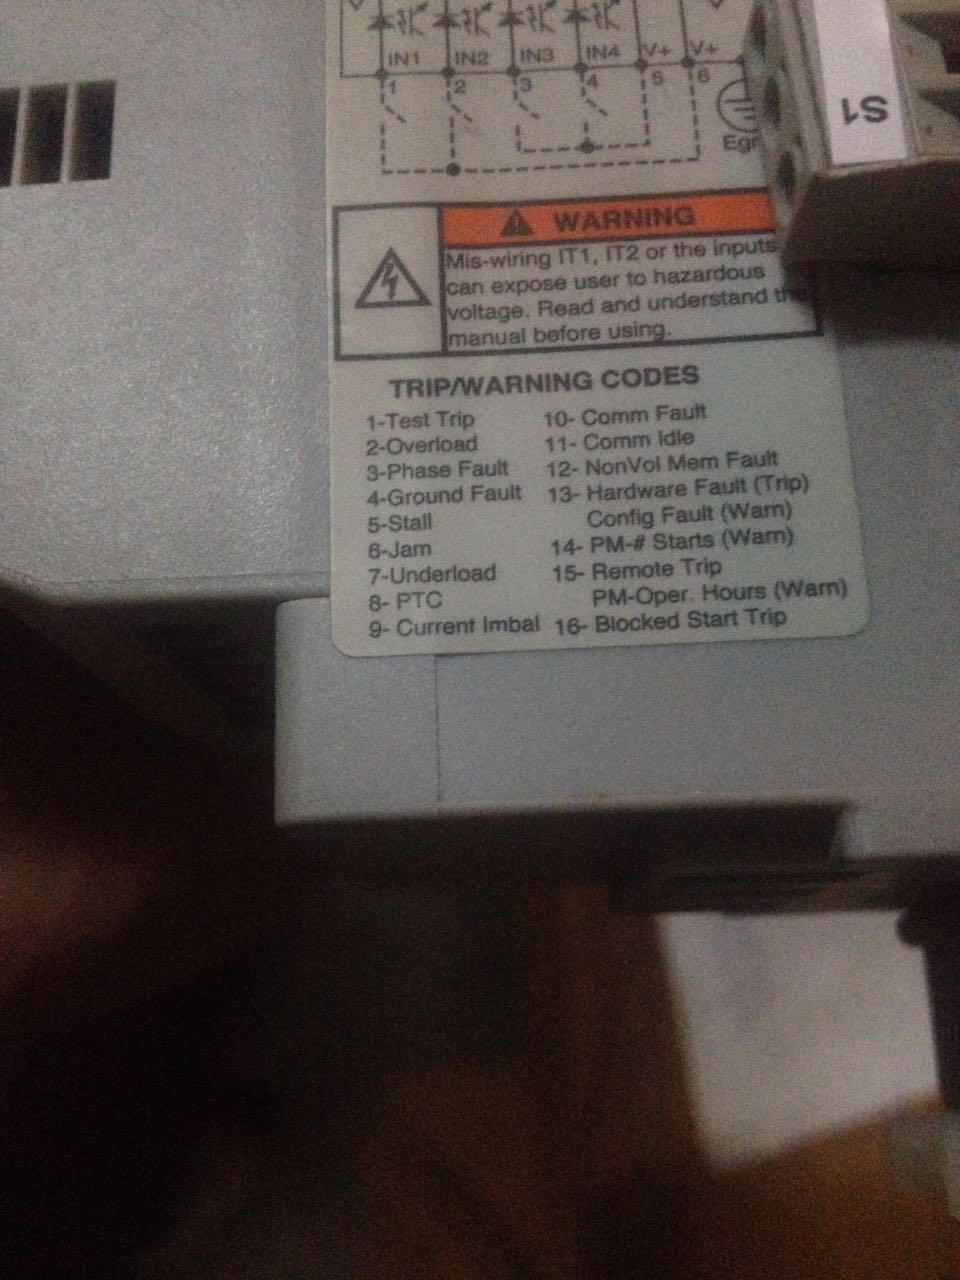 IN1 IN2 IN3 IN4 V+ V+
1 2 3 4 5 6
S1
WARNING
Mis-wiring IT1, IT2 or the inputs
can expose user to hazardous
voltage. Read and understand the
manual before using.
TRIP/WARNING CODES
1-Test Trip
2-Overload
3-Phase Fault
4-Ground Fault
5-Stall
6-Jam
7-Underload
8- PTC
9- Current Imbal
10- Comm Fault
11- Comm Idle
12- NonVol Mem Fault
13- Hardware Fault (Trip)
Config Fault (Warn)
14- PM-# Starts (Warn)
15- Remote Trip
PM-Oper. Hours (Warn)
16- Blocked Start Trip